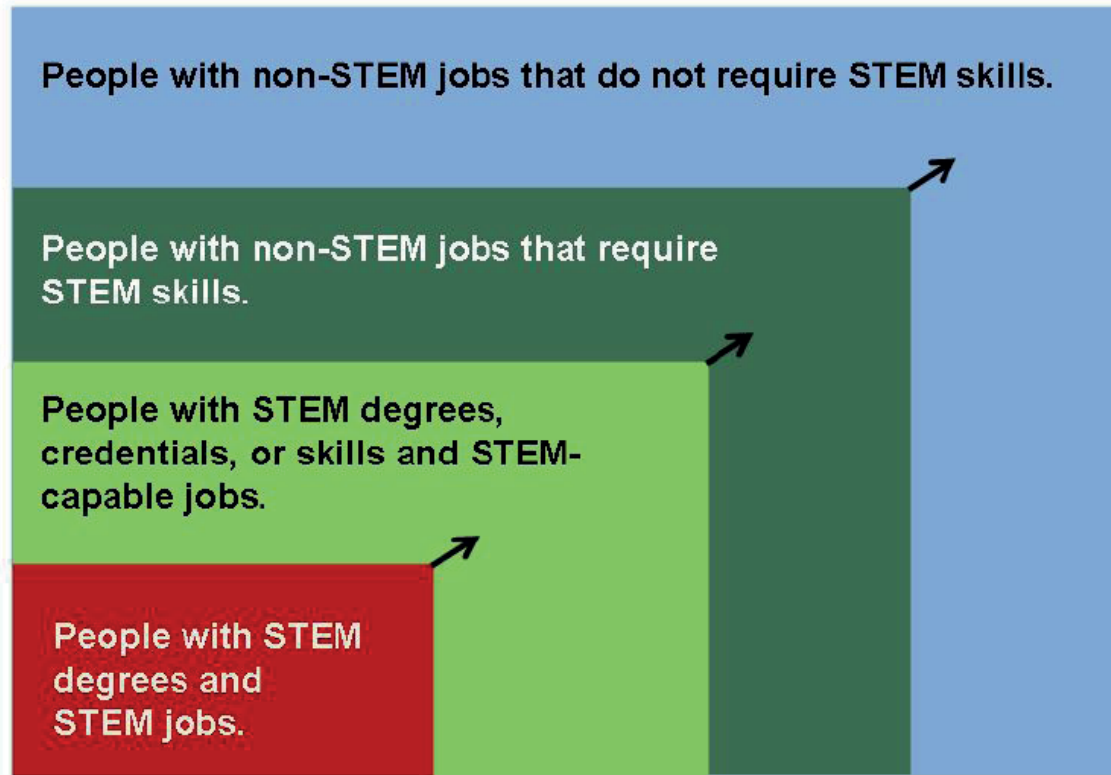 People with non-STEM jobs that do not require STEM skills.
People with non-STEM jobs that require
STEM skills.
People with STEM degrees,
credentials, or skills and STEM-
capable jobs.
People with STEM
degrees and
STEM jobs.